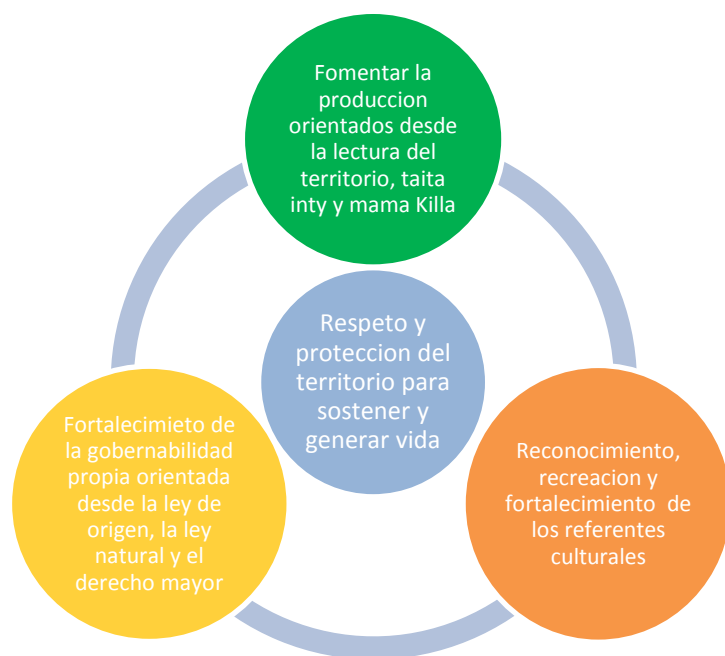 Fomentar la
produccion
orientados desde
la lectura del
territorio, taita
inty y mama Killa
Respeto y
proteccion del
territorio para
sostener y
generar vida
Fortalecimieto de
la gobernabilidad
propia orientada
desde la ley de
origen, la ley
natural y el
derecho mayor
Reconocimiento,
recreacion y
fortalecimiento de
los referentes
culturales